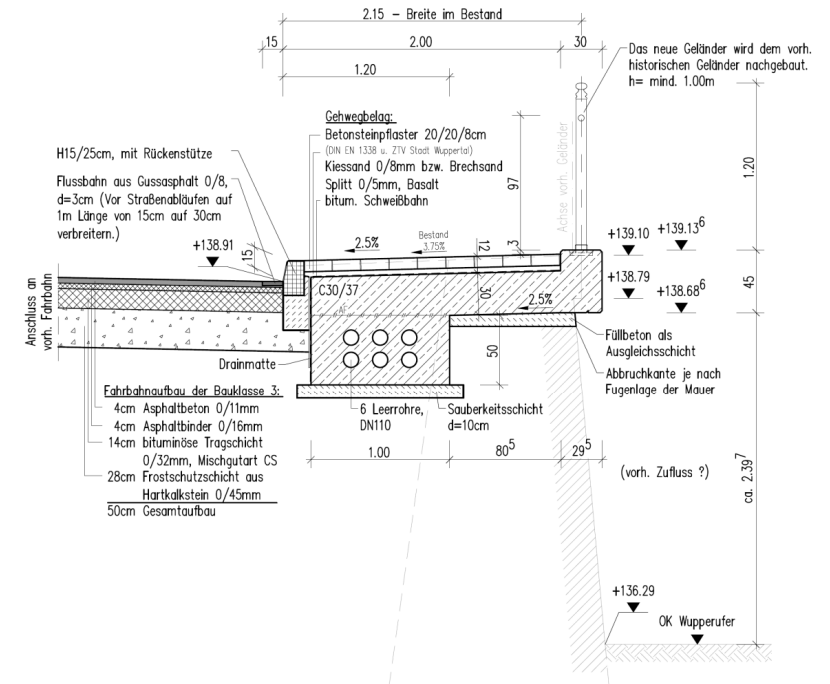 2.15 – Breite im Bestand
15
2.00
30
1.20
Das neue Geländer wird dem vorh.
historischen Geländer nachgebaut.
h= mind. 1.00m
Gehwegbelag:
Betonsteinpflaster 20/20/8cm
(DIN EN 1338 u. ZTV Stadt Wuppertal)
Kiessand 0/8mm bzw. Brechsand
Splitt 0/5mm, Basalt
bitum. Schweißbahn
H15/25cm, mit Rückenstütze
Flussbahn aus Gussasphalt 0/8,
d=3cm (Vor Straßenabläufen auf
1m Länge von 15cm auf 30cm
verbreitern.)
+138.91
15
2.5%
Bestand
3.75%
12
3
97
Achse vorh. Geländer
1.20
+139.10
+139.13⁶
+138.79
+138.68⁶
45
Anschluss an
vorh. Fahrbahn
C30/37
30
2.5%
AF
50
Füllbeton als
Ausgleichsschicht
Abbruchkante je nach
Fugenlage der Mauer
Drainmatte
Fahrbahnaufbau der Bauklasse 3:
4cm Asphaltbeton 0/11mm
4cm Asphaltbinder 0/16mm
14cm bituminöse Tragschicht
0/32mm, Mischgutart CS
28cm Frostschutzschicht aus
Hartkalkstein 0/45mm
50cm Gesamtaufbau
6 Leerrohre,
DN110
Sauberkeitsschicht
d=10cm
1.00
80⁵
29⁵
(vorh. Zufluss ?)
ca. 2.39⁷
+136.29
OK Wupperufer